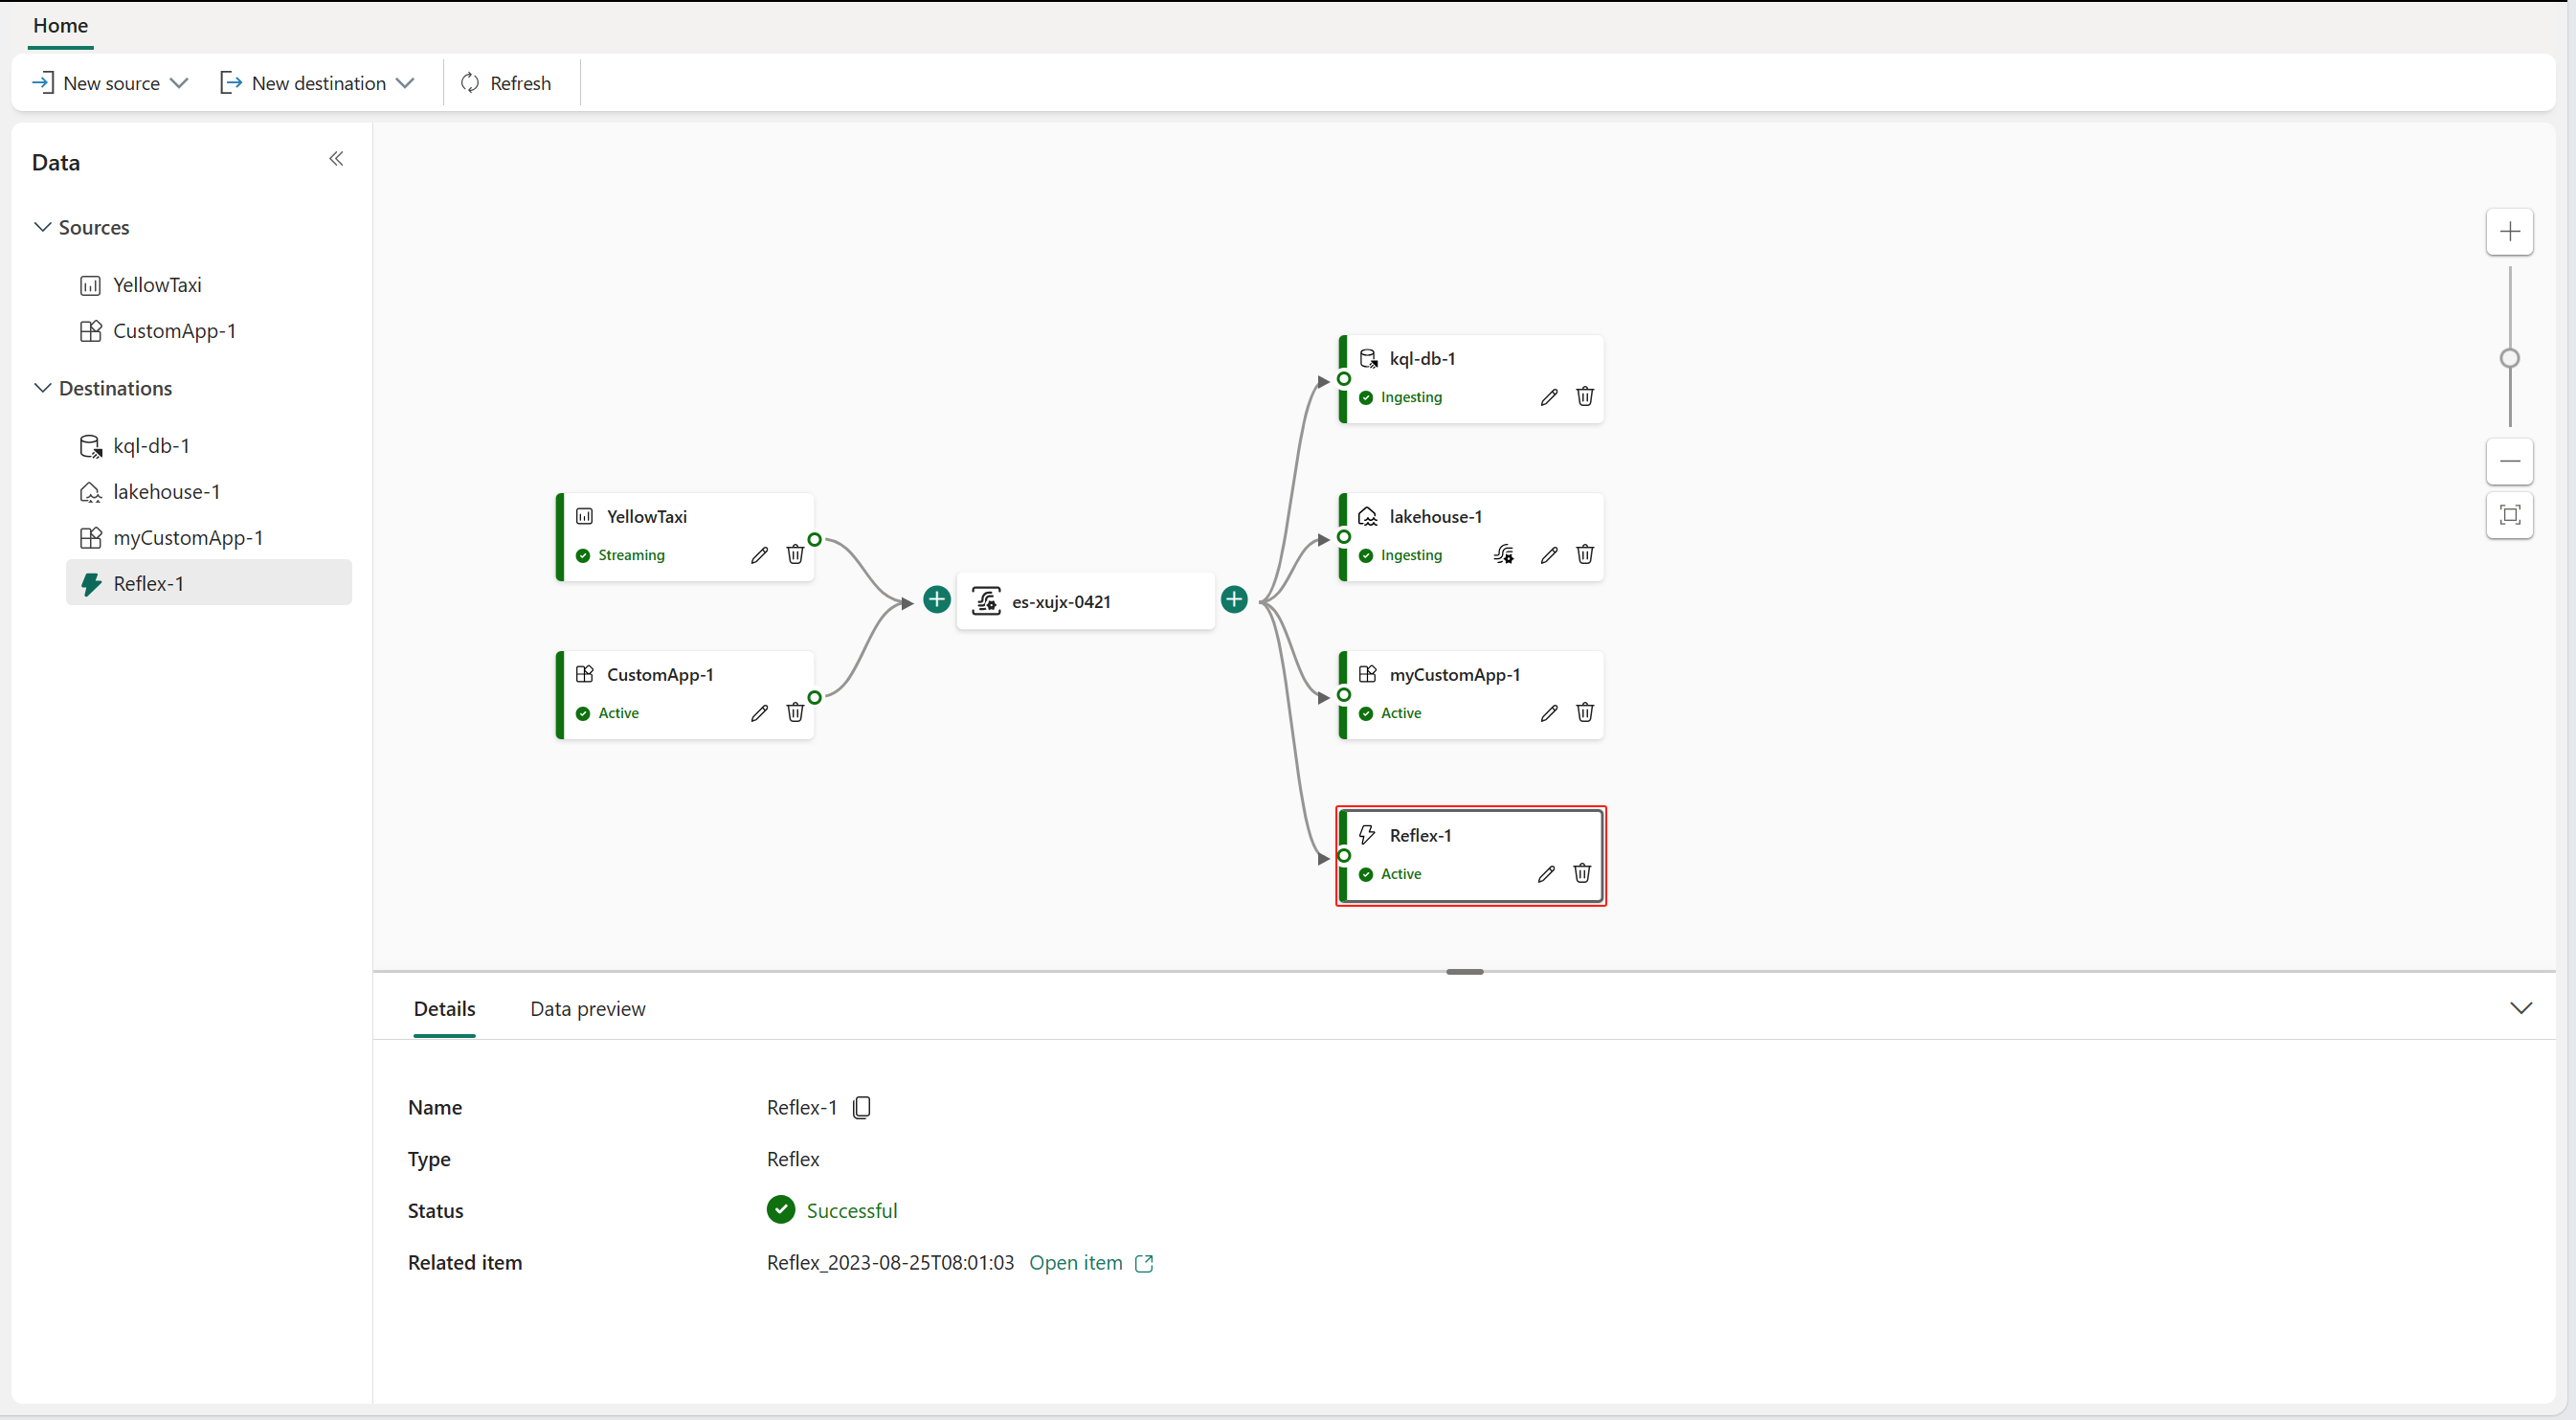 Home
New source
New destination
Refresh
Data
Sources
YellowTaxi
CustomApp-1
Destinations
kql-db-1
lakehouse-1
myCustomApp-1
Reflex-1
YellowTaxi
Streaming
CustomApp-1
Active
es-xujx-0421
kql-db-1
Ingesting
lakehouse-1
Ingesting
myCustomApp-1
Active
Reflex-1
Active
Details Data preview
Name Reflex-1
Type Reflex
Status Successful
Related item Reflex_2023-08-25T08:01:03 Open item